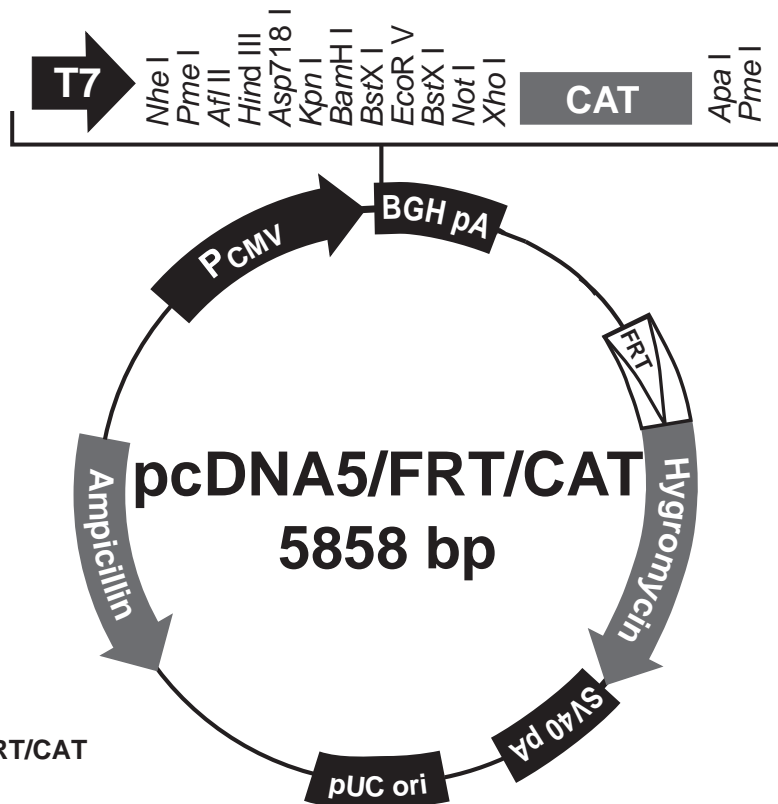 T7
Nhe I
Pme I
Afl II
Hind III
Asp718 I
Kpn I
BamH I
BstX I
EcoR V
BstX I
Not I
Xho I
CAT
Apa I
Pme I
PCMV
BGH pA
FRT
Hygromycin
SV40 pA
pUC ori
Ampicillin
pcDNA5/FRT/CAT
5858 bp
RT/CAT